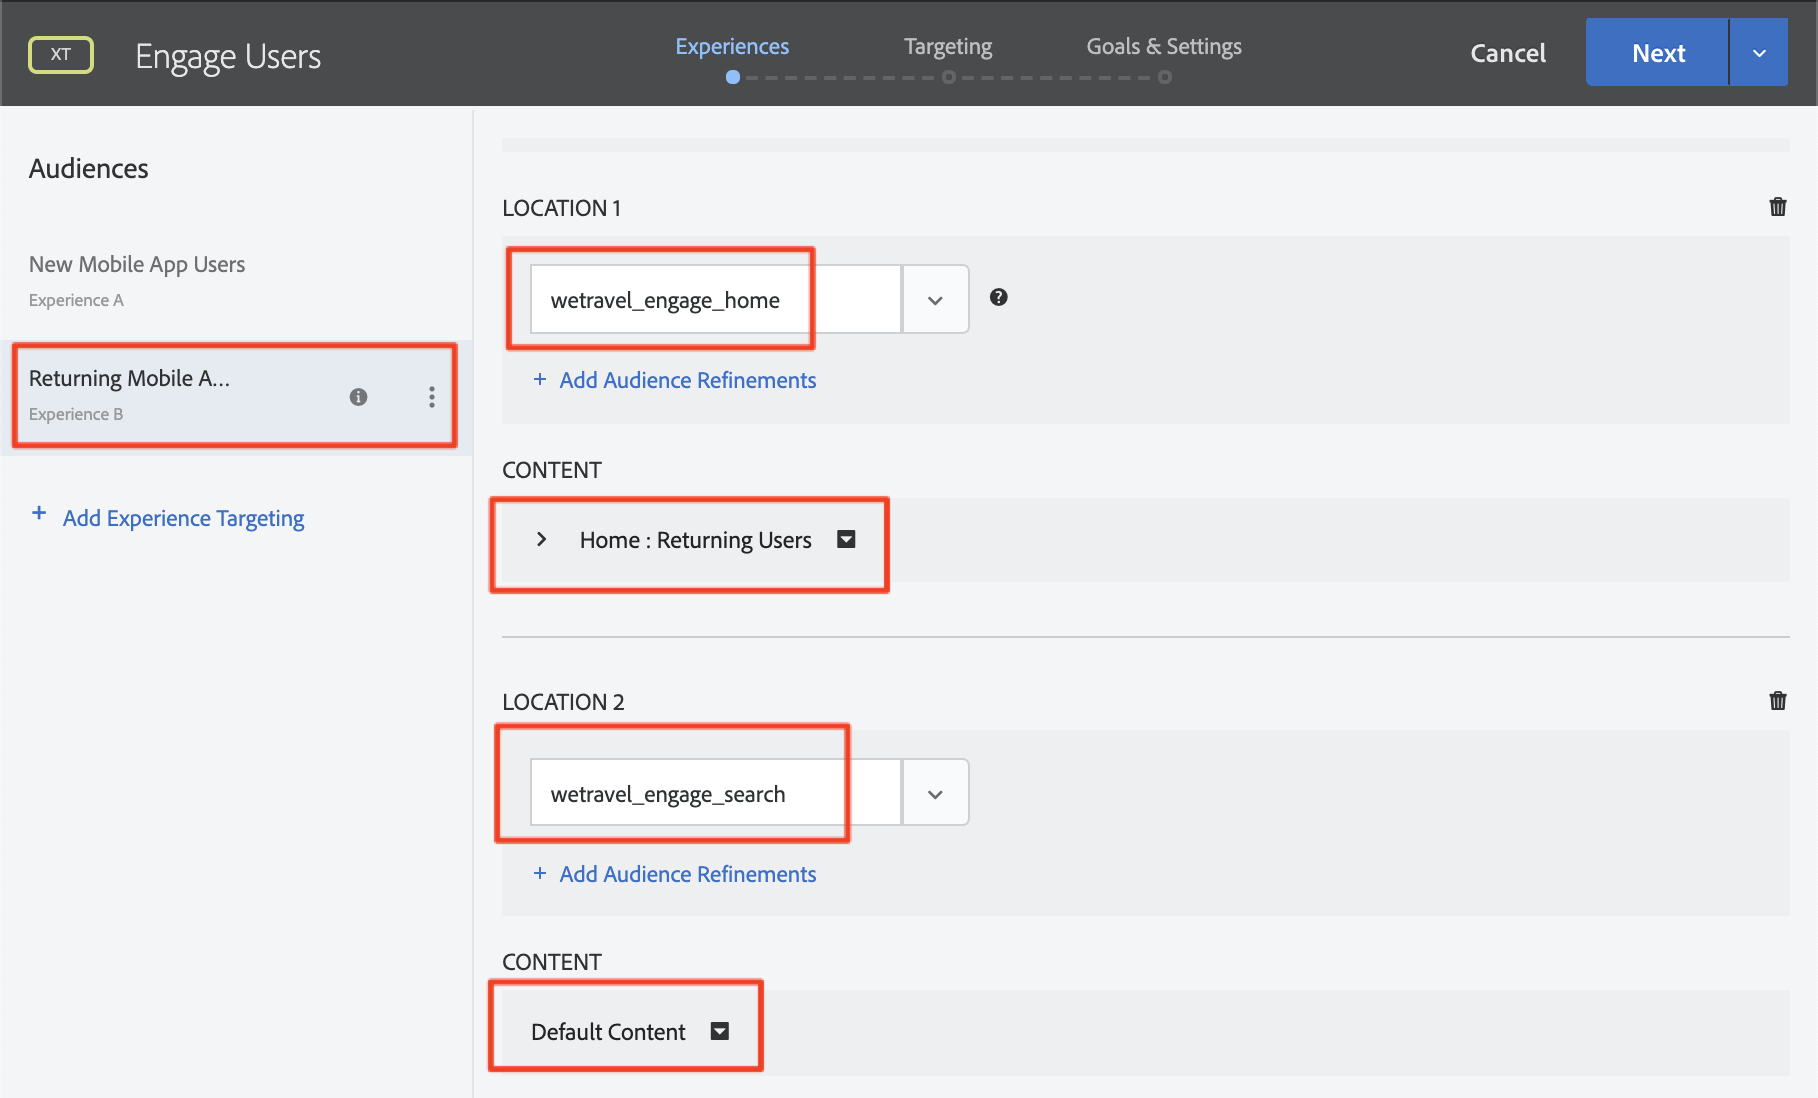 XT
Engage Users
Experiences
Targeting
Goals & Settings
Cancel
Next
Audiences
New Mobile App Users
Experience A
Returning Mobile A...
Experience B
+ Add Experience Targeting
LOCATION 1
wetravel_engage_home
+ Add Audience Refinements
CONTENT
Home : Returning Users
LOCATION 2
wetravel_engage_search
+ Add Audience Refinements
CONTENT
Default Content